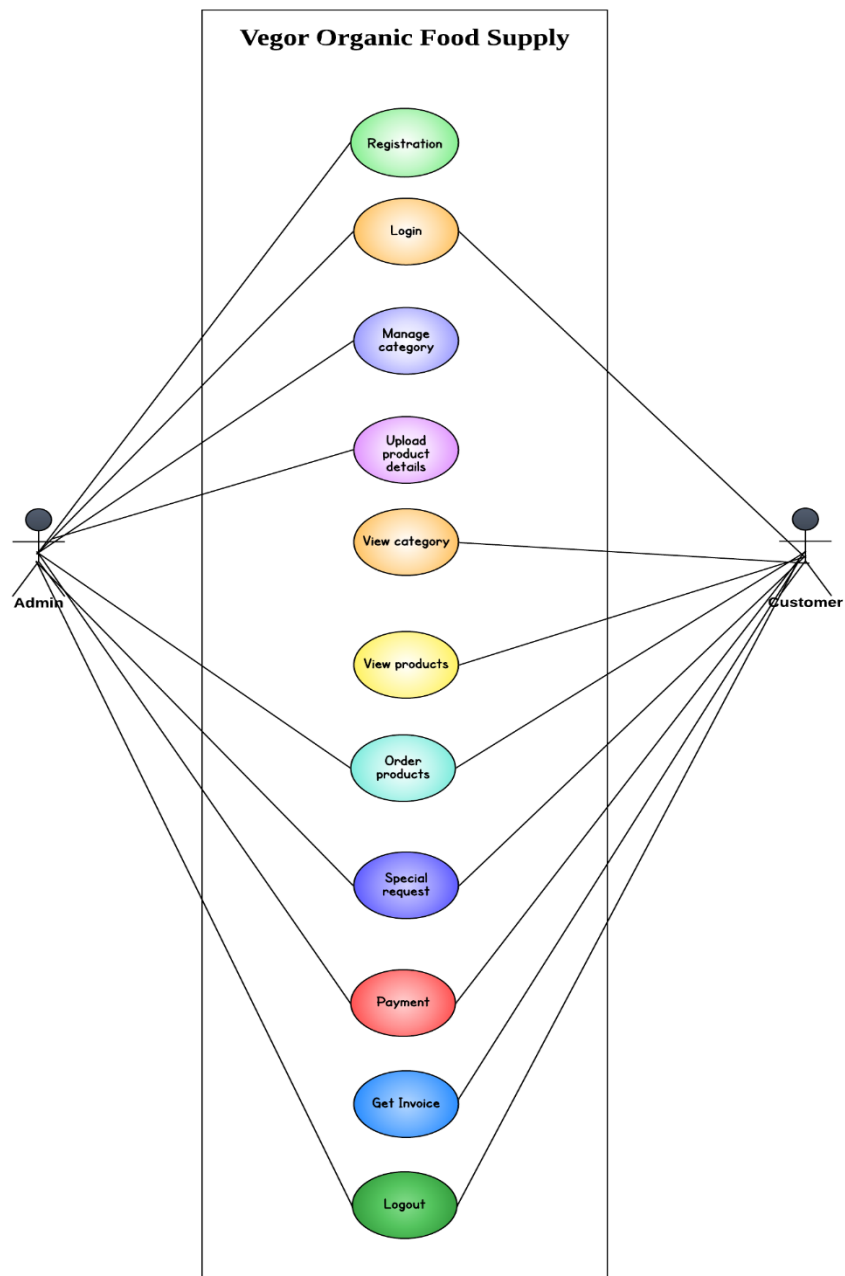 Vegor Organic Food Supply
Registration
Login
Manage
category
Upload
product
details
View category
Admin
Customer
View products
Order
products
Special
request
Payment
Get Invoice
Logout